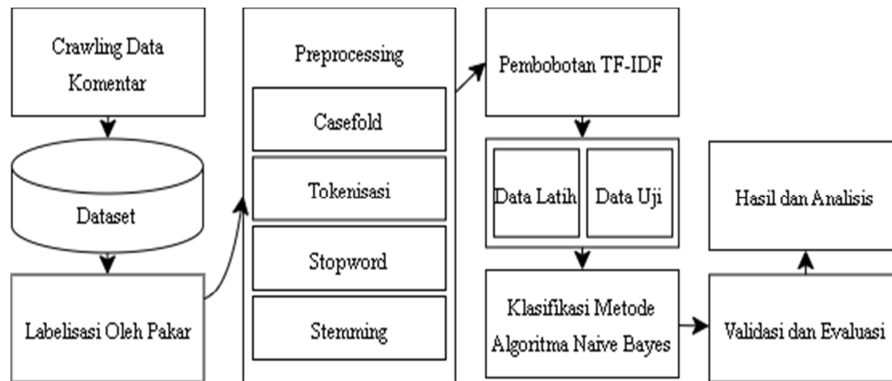 Crawling Data
Komentar
Dataset
Labelisasi Oleh Pakar
Preprocessing
Casefold
Tokenisasi
Stopword
Stemming
Pembobotan TF-IDF
Data Latih
Data Uji
Klasifikasi Metode
Algoritma Naive Bayes
Validasi dan Evaluasi
Hasil dan Analisis